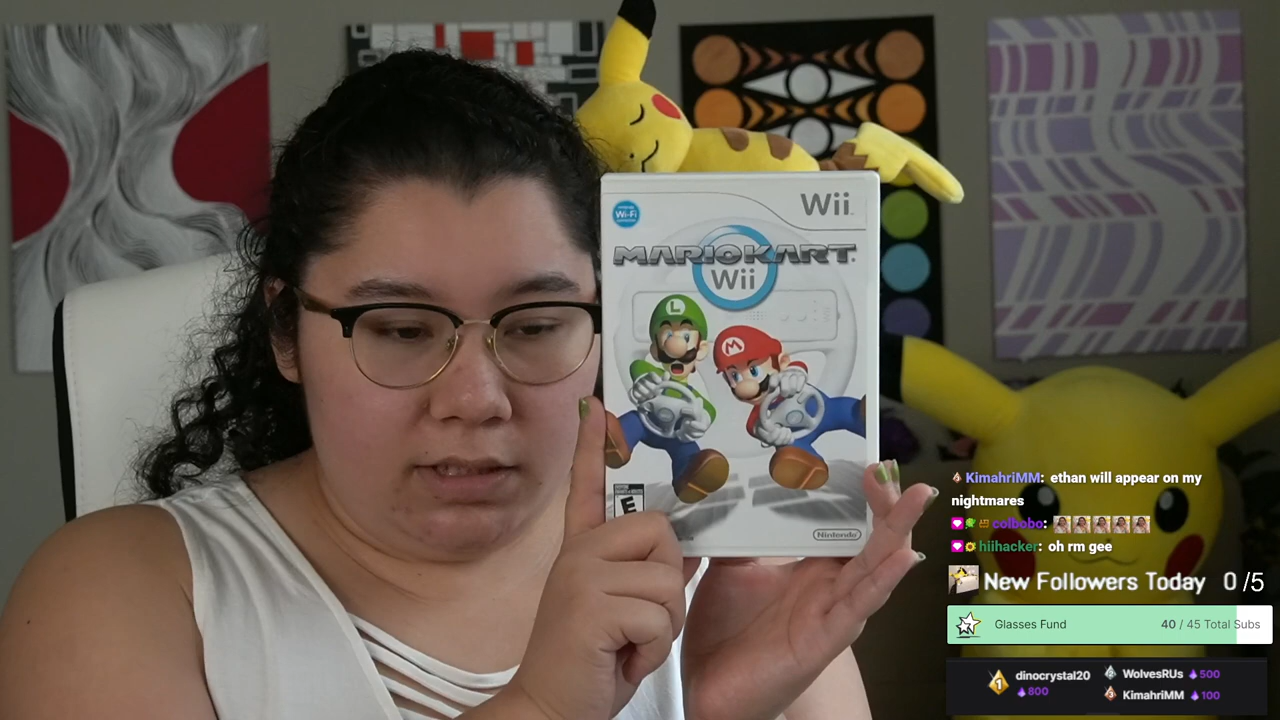 Wii
Wi-Fi
MARIOKART
Wii
L
M
E
Nintendo
KimahriMM: ethan will appear on my
nightmares
colbobo:
hiihacker: oh rm gee
New Followers Today 0 /5
Glasses Fund 40 / 45 Total Subs
1 dinocrystal20
800
WolvesRUs 500
KimahriMM 100